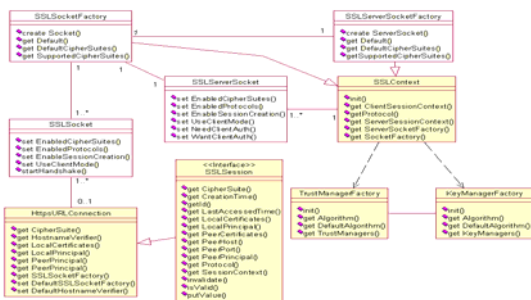 SSLSocketFactory
create Socket()
get Default()
get DefaultCipherSuites()
get SupportedCipherSuites()
SSLServerSocketFactory
create ServerSocket()
get Default()
get DefaultCipherSuites()
getSupportedCipherSuites()
1
1
1
1
1
SSLServerSocket
set EnabledCipherSuites()
set EnabledProtocols()
set EnableSessionCreation()
set UseClientMode()
set NeedClientAuth()
set WantClientAuth()
1..*
1
SSLContext
init()
get ClientSessionContext()
getProtocol()
get ServerSessionContext()
get ServerSocketFactory()
get SocketFactory()
1..*
SSLSocket
set EnabledCipherSuites()
set EnabledProtocols()
set EnableSessionCreation()
set UseClientMode()
startHandshake()
1..*
0..1
HttpsURLConnection
get CipherSuite()
get HostnameVerifier()
get LocalCertificates()
get LocalPrincipal()
get PeerPrincipal()
get PeerPrincipal()
get SSLSocketFactory()
set DefaultSSLSocketFactory()
set DefaultHostnameVerifier()
<<Interface>>
SSLSession
get CipherSuite()
get CreationTime()
getId()
get LastAccessedTime()
get LocalCertificates()
get LocalPrincipal()
get PeerCertificates()
get PeerHost()
get PeerPort()
get PeerPrincipal()
get Protocol()
get SessionContext()
invalidate()
isValid()
putValue()
TrustManagerFactory
init()
get Algorithm()
get DefaultAlgorithm()
get TrustManagers()
KeyManagerFactory
init()
get Algorithm()
get DefaultAlgorithm()
get KeyManagers()